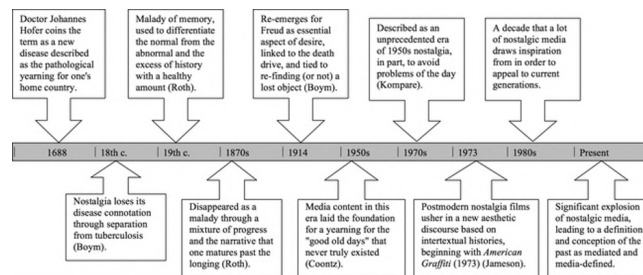 Doctor Johannes
Hofer coins the
term as a new
disease described
as the pathological
yearning for one's
home country.
Malady of memory,
used to differentiate
the normal from the
abnormal and the
excess of history
with a healthy
amount (Roth).
Re-emerges for
Freud as essential
aspect of desire,
linked to the death
drive, and tied to
re-finding (or not) a
lost object (Boym).
Described as an
unprecedented era
of 1950s nostalgia,
in part, to avoid
problems of the day
(Kompare).
A decade that a lot
of nostalgic media
draws inspiration
from in order to
appeal to current
generations.
1688
18th c.
19th c.
1870s
1914
1950s
1970s
1973
1980s
Present
Nostalgia loses its
disease connotation
through separation
from tuberculosis
(Boym).
Disappeared as a
malady through a
mixture of progress
and the narrative that
one matures past the
longing (Roth).
Media content in this
era laid the foundation
for a yearning for the
"good old days" that
never truly existed
(Coontz).
Postmodern nostalgia films
usher in a new aesthetic
discourse based on
intertextual histories,
beginning with American
Graffiti (1973) (Jameson).
Significant explosion
of nostalgic media,
leading to a definition
and conception of the
past as mediated and
media-defined.